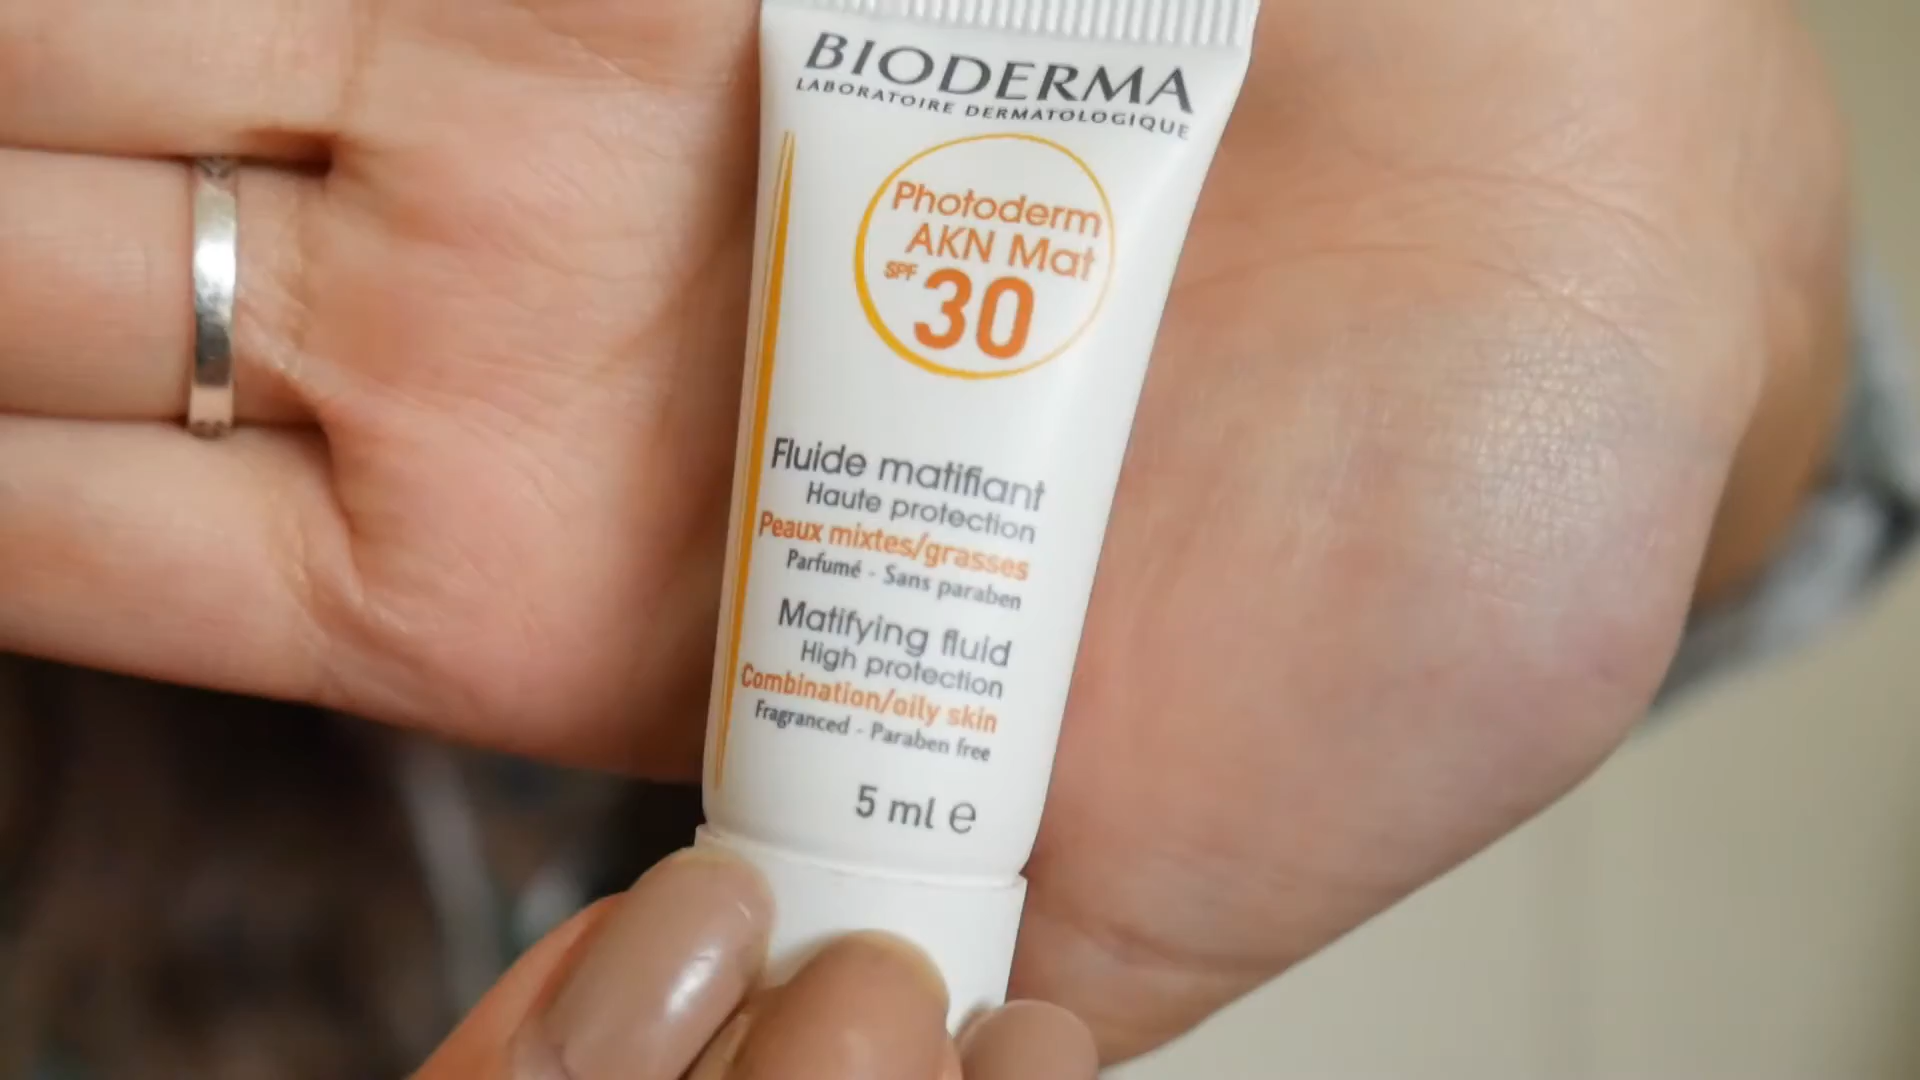 BIODERMA
LABORATOIRE DERMATOLOGIQUE
Photoderm
AKN Mat
SPF 30
Fluide matifiant
Haute protection
Peaux mixtes/grasses
Parfumé - Sans paraben
Matifying fluid
High protection
Combination/oily skin
Fragranced - Paraben free
5 ml e